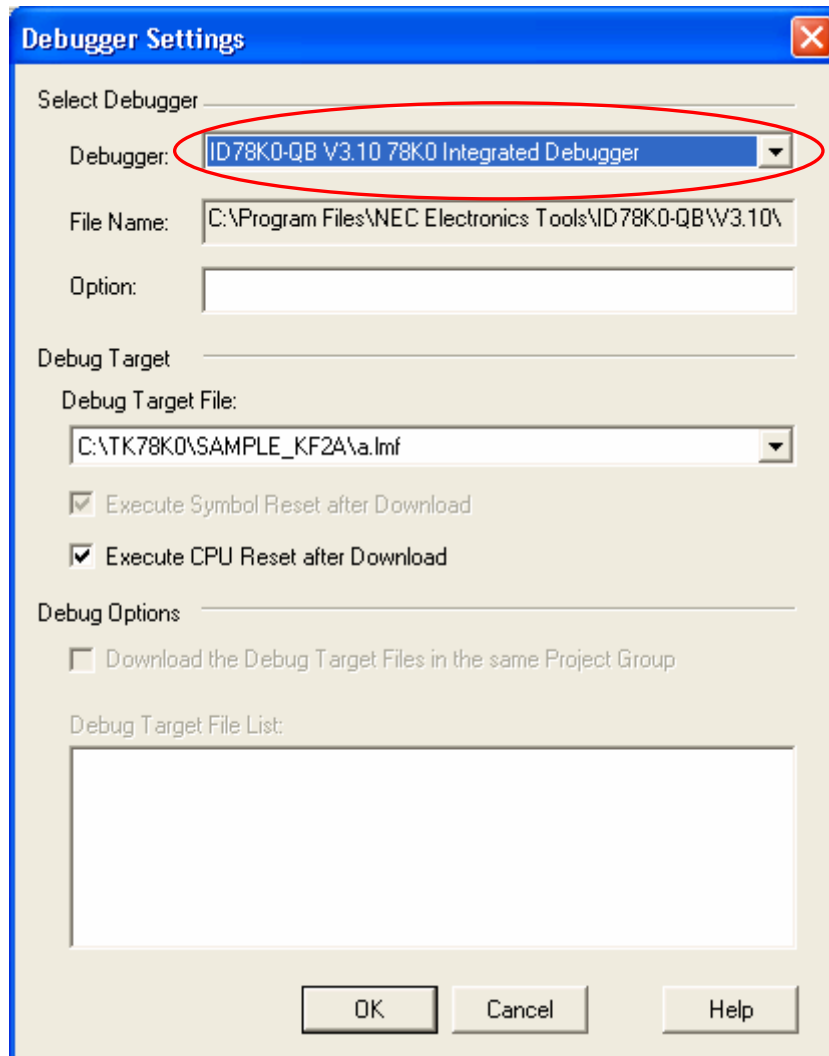 Debugger Settings
Select Debugger
Debugger: ID78K0-QB V3.10 78K0 Integrated Debugger
File Name: C:\Program Files\NEC Electronics Tools\ID78K0-QB\V3.10\
Option:
Debug Target
Debug Target File:
C:\TK78K0\SAMPLE_KF2A\a.lmf
Execute Symbol Reset after Download
Execute CPU Reset after Download
Debug Options
Download the Debug Target Files in the same Project Group
Debug Target File List:
OK Cancel Help